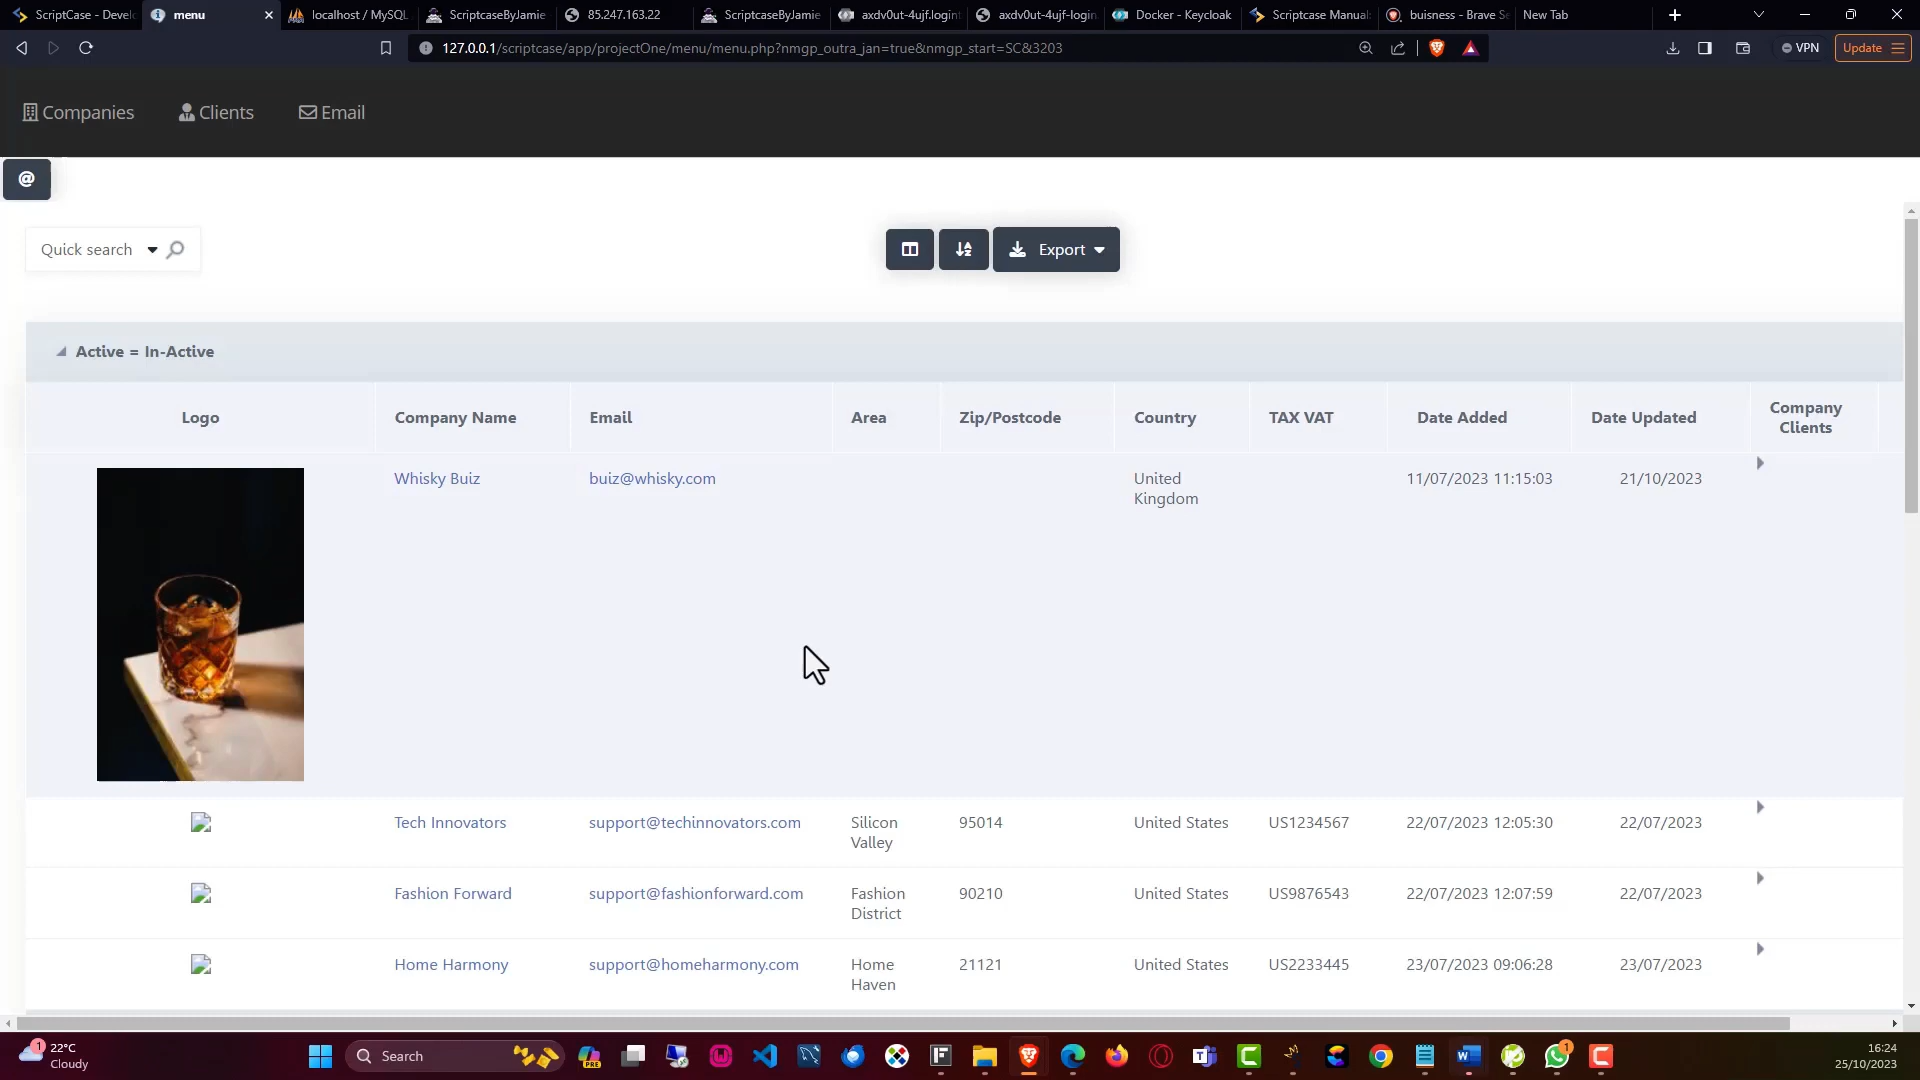 ScriptCase - Develo
menu
localhost / MySQL
ScriptcaseByJamie
85.247.163.22
ScriptcaseByJamie
axdv0ut-4ujf.logint
axdv0ut-4ujf-login.
Docker - Keycloak
Scriptcase Manual
buisness - Brave Se
New Tab
127.0.0.1/scriptcase/app/projectOne/menu/menu.php?nmgp_outra_jan=true&nmgp_start=SC&3203
VPN
Update
Companies
Clients
Email
@
Quick search
Export
Active = In-Active
Logo
Company Name
Email
Area
Zip/Postcode
Country
TAX VAT
Date Added
Date Updated
Company
Clients
Whisky Buiz
buiz@whisky.com
United
Kingdom
11/07/2023 11:15:03
21/10/2023
Tech Innovators
support@techinnovators.com
Silicon
Valley
95014
United States
US1234567
22/07/2023 12:05:30
22/07/2023
Fashion Forward
support@fashionforward.com
Fashion
District
90210
United States
US9876543
22/07/2023 12:07:59
22/07/2023
Home Harmony
support@homeharmony.com
Home
Haven
21121
United States
US2233445
23/07/2023 09:06:28
23/07/2023
1
22°C
Cloudy
Search
PRE
1
16:24
25/10/2023